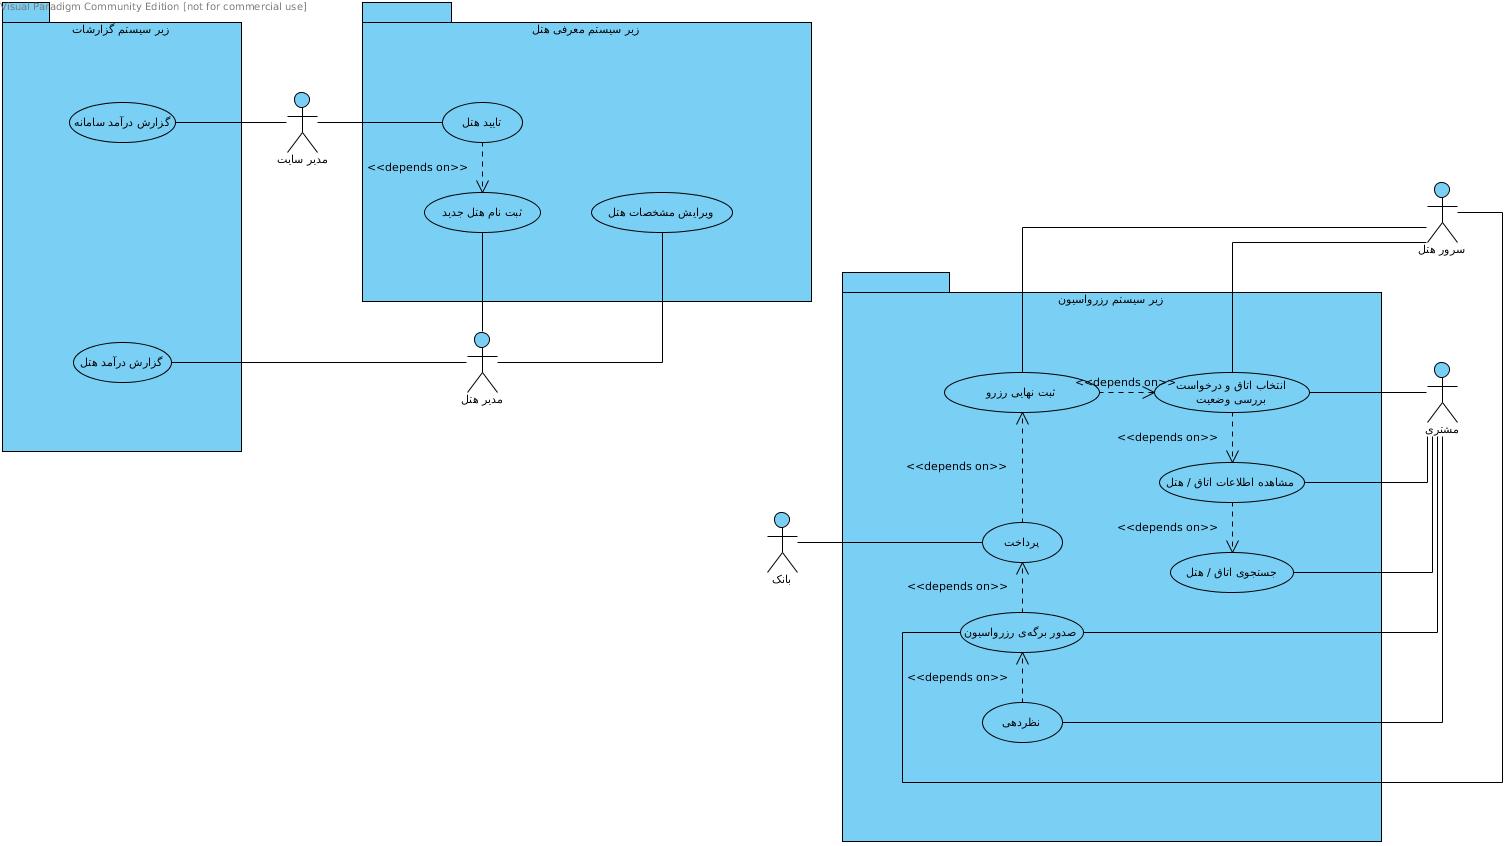 Visual Paradigm Community Edition [not for commercial use]
زیر سیستم گزارشات
گزارش درآمد سامانه
گزارش درآمد هتل
مدیر سایت
زیر سیستم معرفی هتل
تایید هتل
<<depends on>>
ثبت نام هتل جدید
ویرایش مشخصات هتل
مدیر هتل
سرور هتل
زیر سیستم رزرواسیون
ثبت نهایی رزرو
<<depends on>>
انتخاب اتاق و درخواست
بررسی وضعیت
مشتری
<<depends on>>
<<depends on>>
مشاهده اطلاعات اتاق / هتل
<<depends on>>
پرداخت
بانک
جستجوی اتاق / هتل
<<depends on>>
صدور برگه‌ی رزرواسیون
<<depends on>>
نظردهی